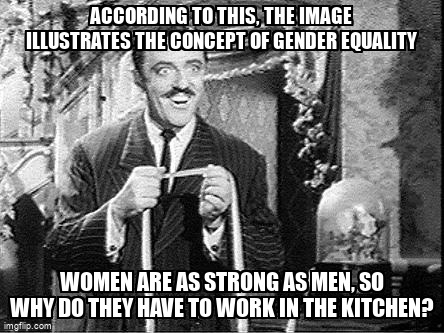 ACCORDING TO THIS, THE IMAGE
ILLUSTRATES THE CONCEPT OF GENDER EQUALITY
WOMEN ARE AS STRONG AS MEN, SO
WHY DO THEY HAVE TO WORK IN THE KITCHEN?
imgflip.com